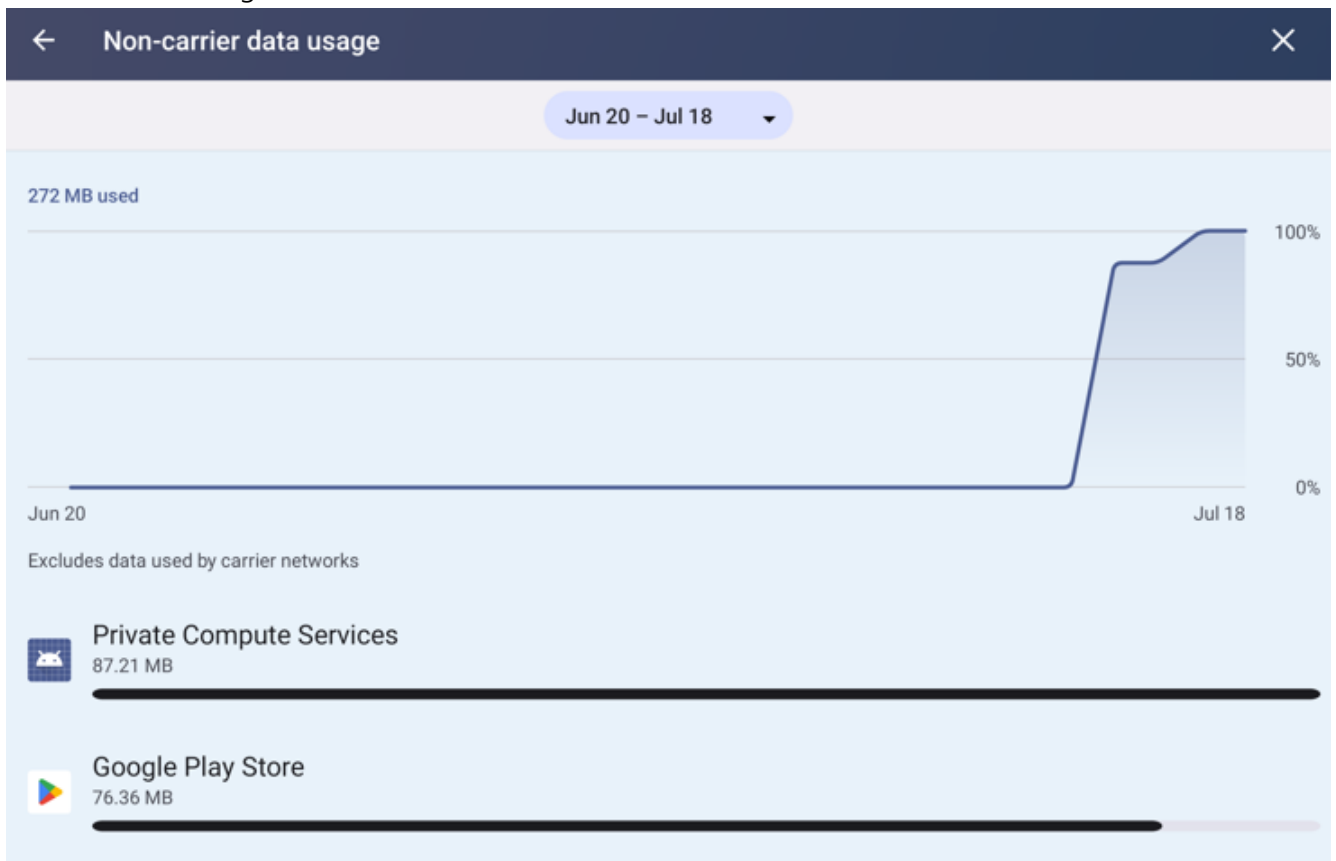 Non-carrier data usage
Jun 20 – Jul 18
272 MB used
100%
50%
0%
Jun 20
Jul 18
Excludes data used by carrier networks
Private Compute Services
87.21 MB
Google Play Store
76.36 MB